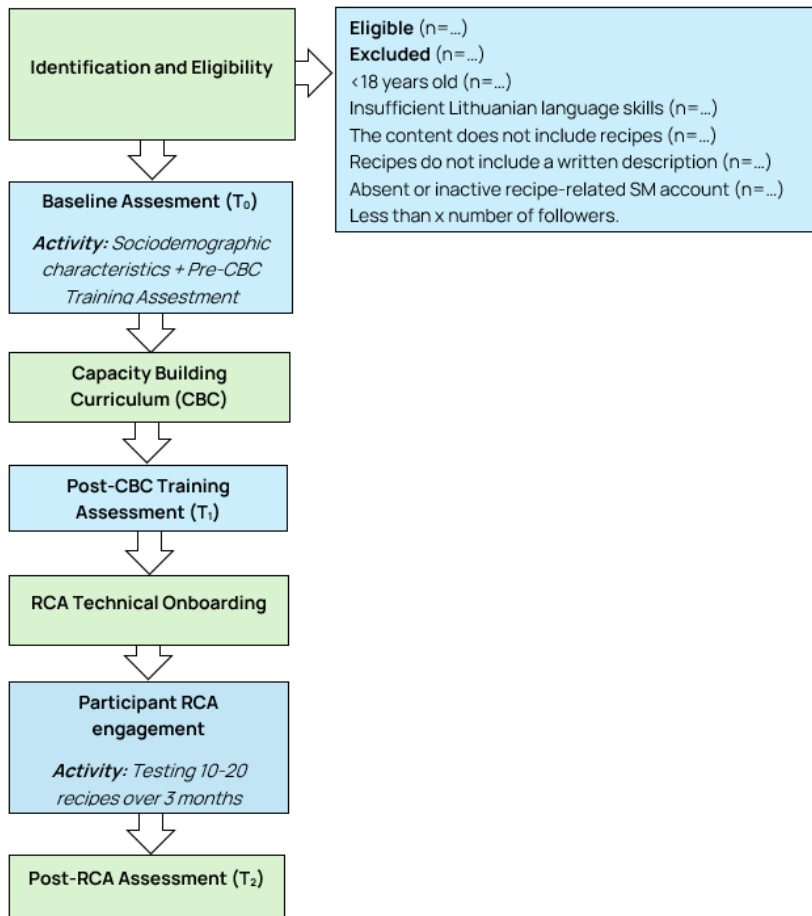 Identification and Eligibility
Eligible (n=...)
Excluded (n=...)
<18 years old (n=...)
Insufficient Lithuanian language skills (n=...)
The content does not include recipes (n=...)
Recipes do not include a written description (n=...)
Absent or inactive recipe-related SM account (n=...)
Less than x number of followers.
Baseline Assesment (T₀)
Activity: Sociodemographic
characteristics + Pre-CBC
Training Assestment
Capacity Building
Curriculum (CBC)
Post-CBC Training
Assessment (T₁)
RCA Technical Onboarding
Participant RCA
engagement
Activity: Testing 10-20
recipes over 3 months
Post-RCA Assessment (T₂)